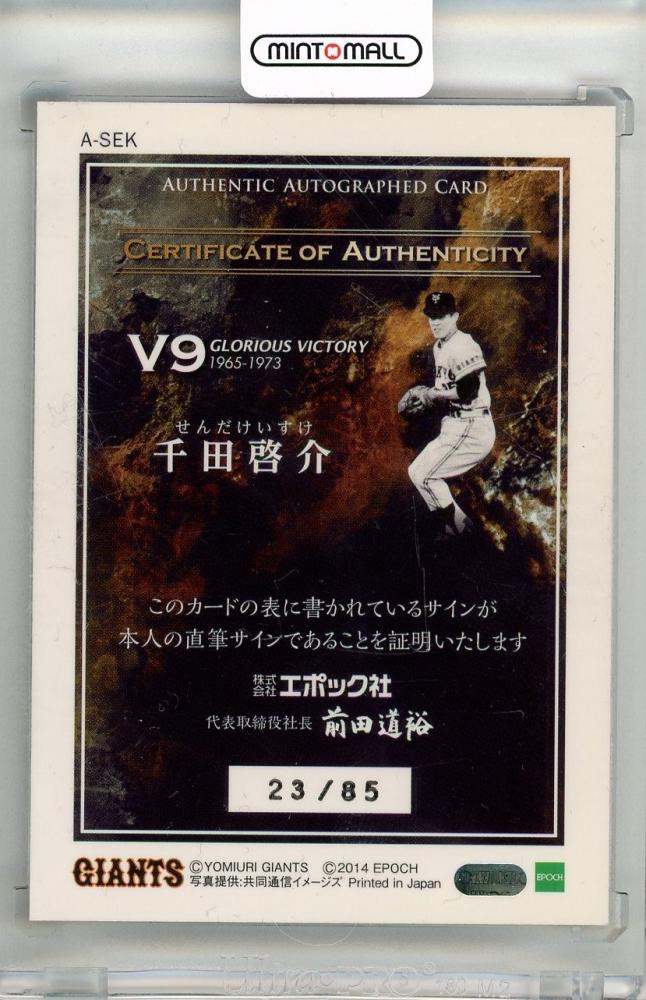 MINT MALL
A-SEK
AUTHENTIC AUTOGRAPHED CARD
CERTIFICATE OF AUTHENTICITY
V9 GLORIOUS VICTORY
1965-1973
せんだけいすけ
千田啓介
このカードの表に書かれているサインが
本人の直筆サインであることを証明いたします
株式会社 エポック社
代表取締役社長 前田道裕
23/85
GIANTS ©YOMIURI GIANTS ©2014 EPOCH
写真提供:共同通信イメージズ Printed in Japan
EPOCH